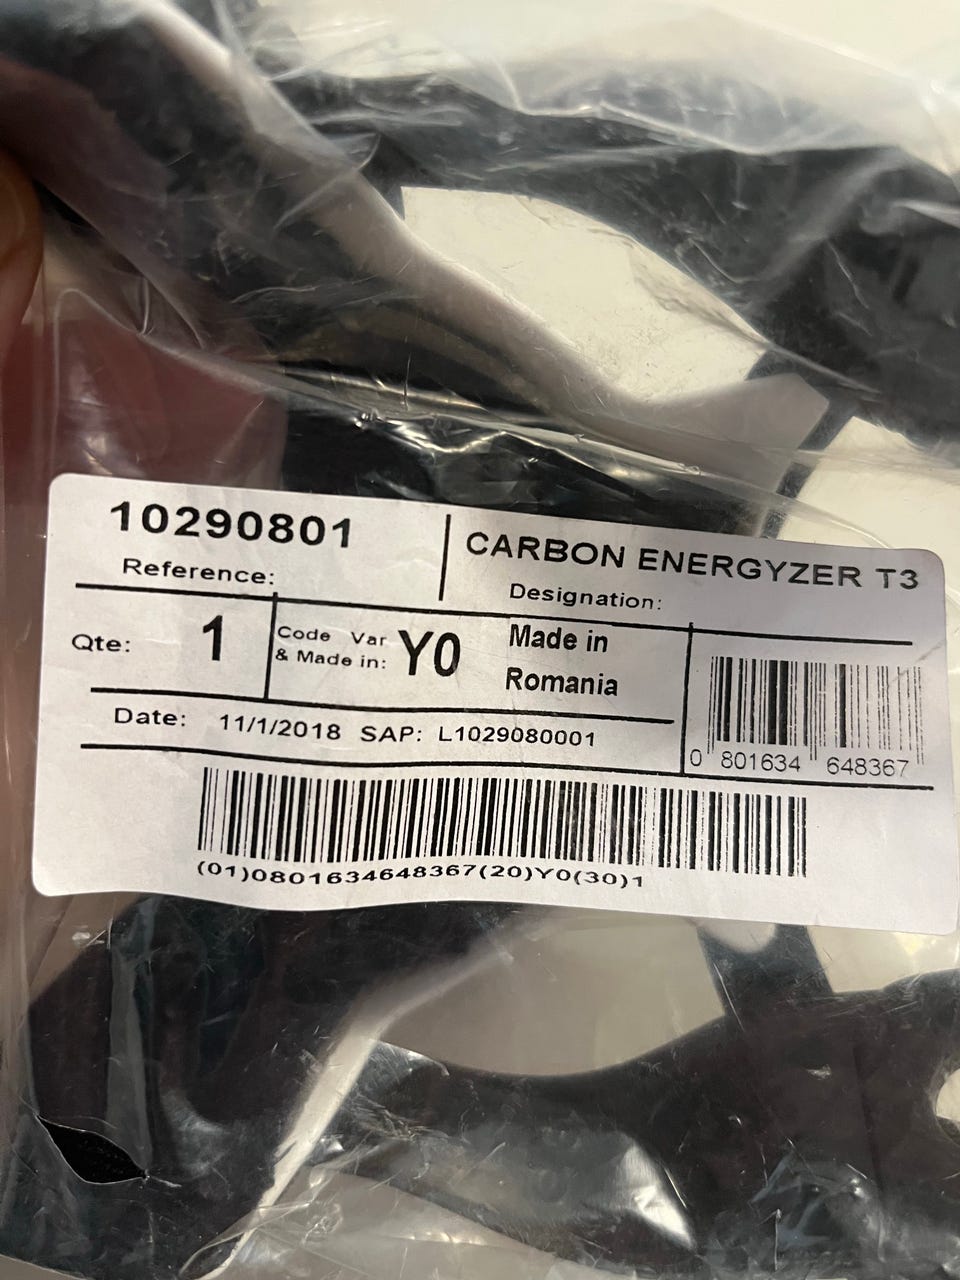 10290801
Reference:
CARBON ENERGYZER T3
Designation:
Qte: 1
Code Var
& Made in: Y0
Made in
Romania
Date: 11/1/2018 SAP: L1029080001
0 801634 648367
(01)0801634648367(20)Y0(30)1